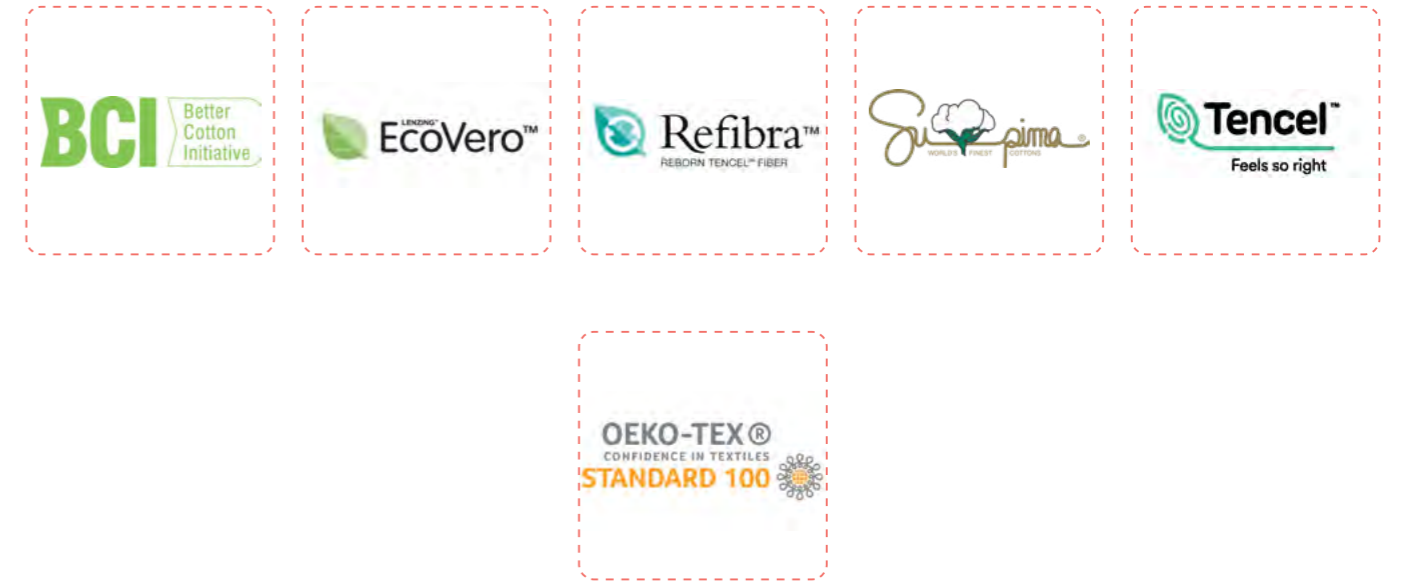 BCI
Better
Cotton
Initiative
LENZING™
EcoVero™
Refibra™
REBORN TENCEL™ FIBER
Supima®
WORLD'S FINEST COTTONS
Tencel™
Feels so right
OEKO-TEX®
CONFIDENCE IN TEXTILES
STANDARD 100